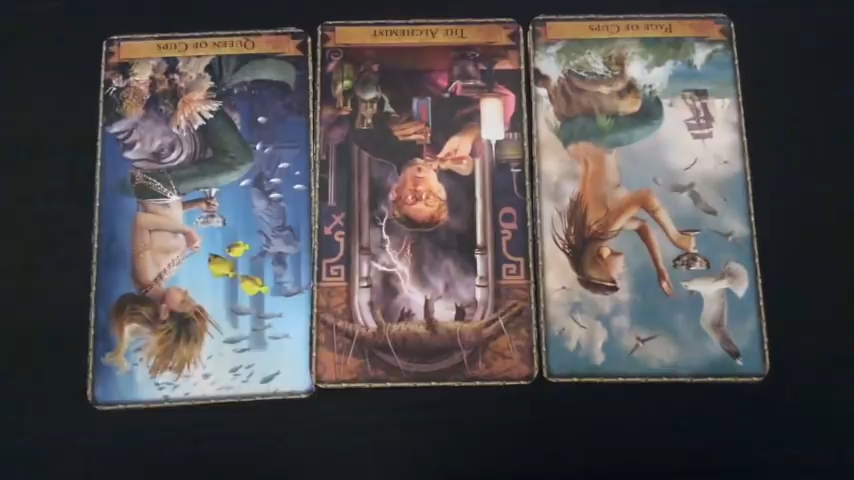 QUEEN OF CUPS
THE ALCHEMIST
PAGE OF CUPS